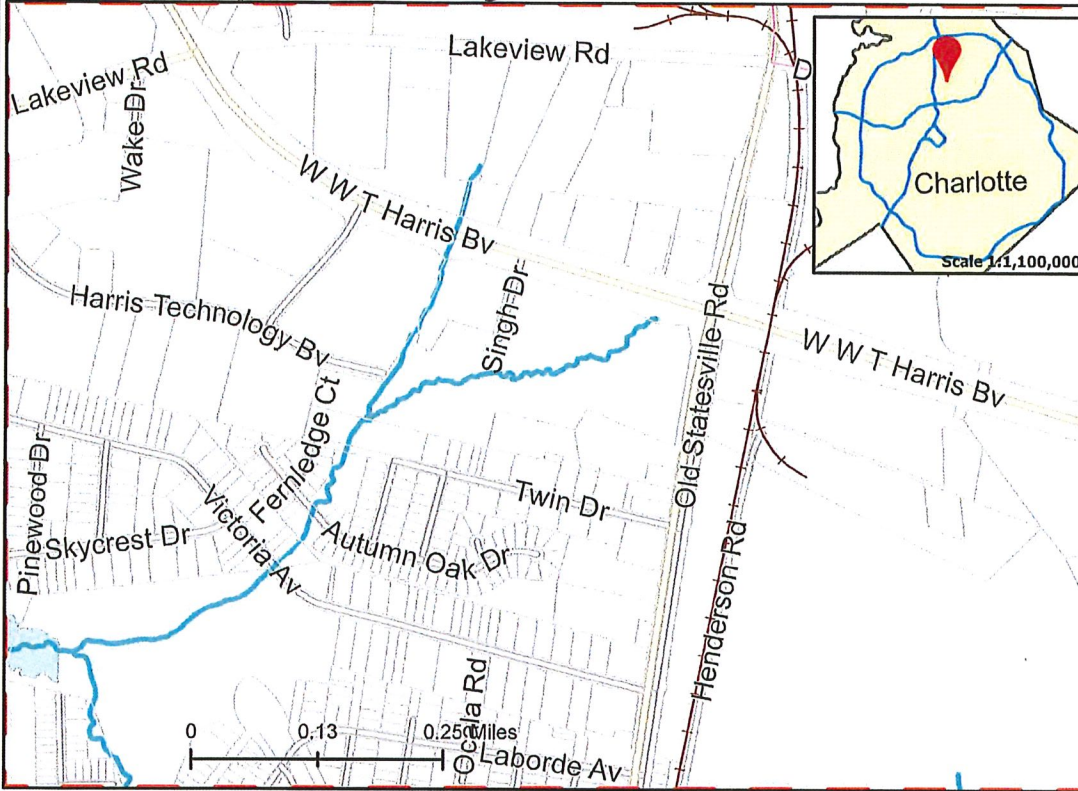 Lakeview Rd
Lakeview Rd
D
Wake Dr
W W T Harris Bv
Charlotte
Scale 1:1,100,000
Harris Technology Bv
Singh Dr
Old Statesville Rd
W W T Harris Bv
Pinewood Dr
Fernledge Ct
Victoria Av
Skycrest Dr
Twin Dr
Autumn Oak Dr
Henderson Rd
Ocala Rd
0
0.13
0.25 Miles
Laborde Av